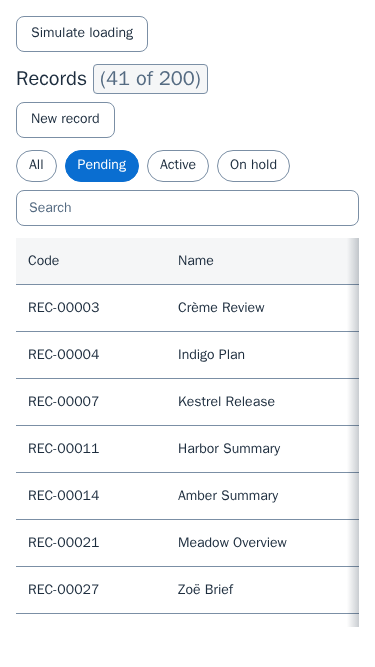 Simulate loading
Records (41 of 200)
New record
All Pending Active On hold
Search
Code Name
REC-00003 Crème Review
REC-00004 Indigo Plan
REC-00007 Kestrel Release
REC-00011 Harbor Summary
REC-00014 Amber Summary
REC-00021 Meadow Overview
REC-00027 Zoë Brief